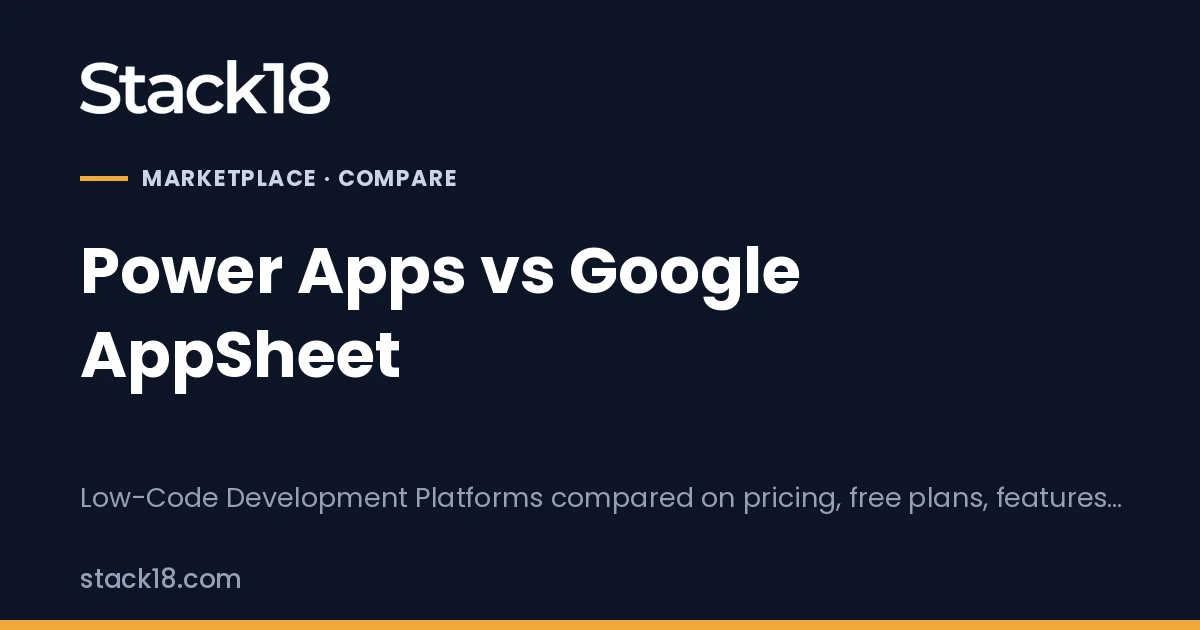 Stack18
MARKETPLACE · COMPARE
Power Apps vs Google
AppSheet
Low-Code Development Platforms compared on pricing, free plans, features...
stack18.com